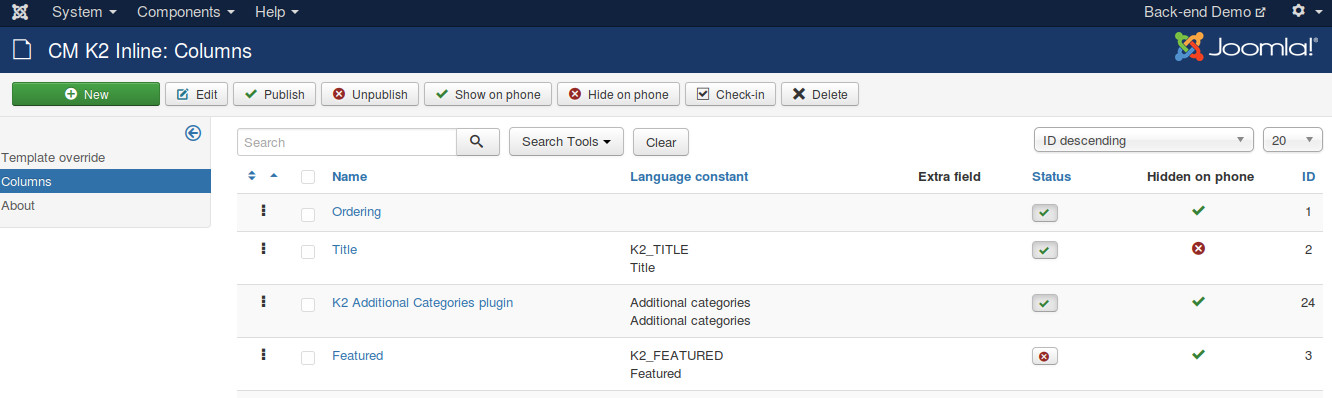 System Components Help Back-end Demo
CM K2 Inline: Columns Joomla!®
New Edit Publish Unpublish Show on phone Hide on phone Check-in Delete
Search Search Tools Clear ID descending 20
Template override
Columns
About
Name Language constant Extra field Status Hidden on phone ID
Ordering 1
Title K2_TITLE 2
Title
K2 Additional Categories plugin Additional categories 24
Additional categories
Featured K2_FEATURED 3
Featured